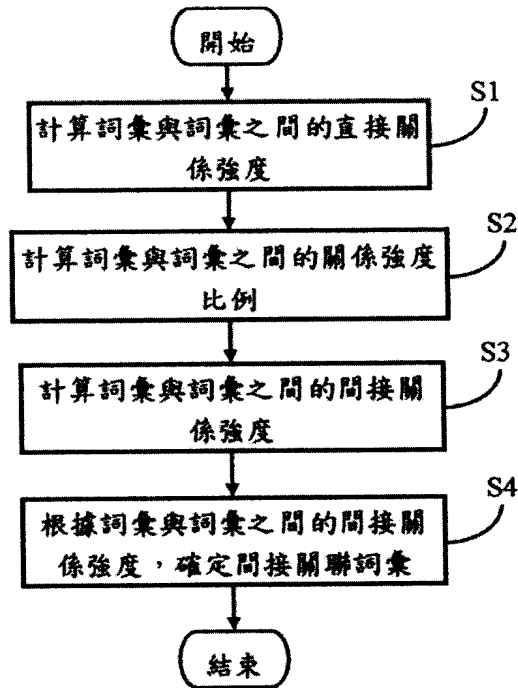 開始
S1
計算詞彙與詞彙之間的直接關
係強度
S2
計算詞彙與詞彙之間的關係強度
比例
S3
計算詞彙與詞彙之間的間接關
係強度
S4
根據詞彙與詞彙之間的間接關
係強度，確定間接關聯詞彙
結束